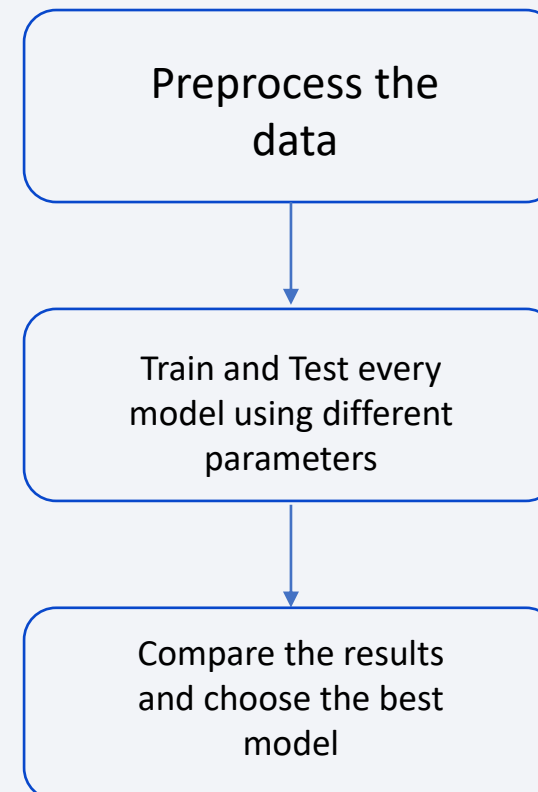 Preprocess the
data
Train and Test every
model using different
parameters
Compare the results
and choose the best
model